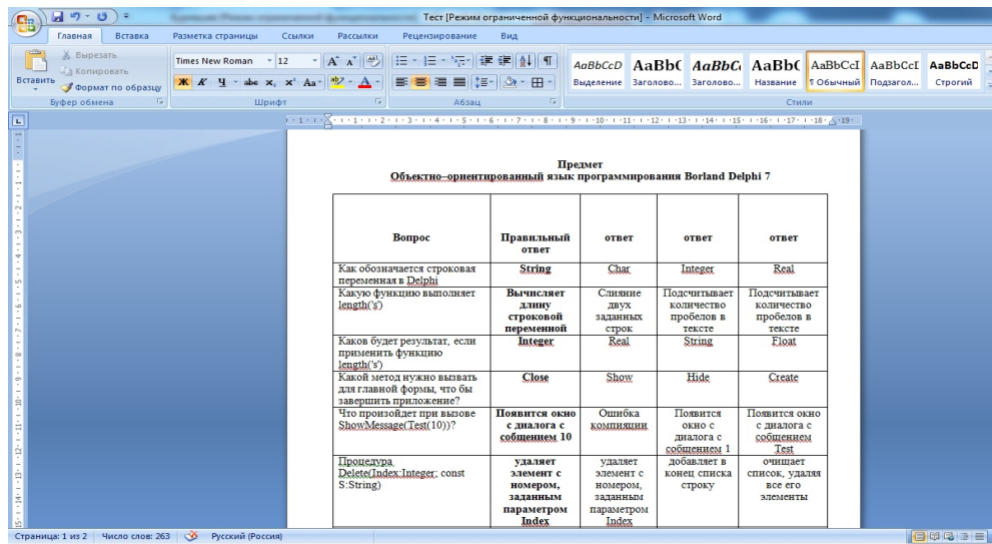 Тест [Режим ограниченной функциональности] - Microsoft Word
Главная Вставка Разметка страницы Ссылки Рассылки Рецензирование Вид
Вставить
Вырезать
Копировать
Формат по образцу
Буфер обмена
Times New Roman 12
Ж К Ч abc x, x² Aa
Шрифт
Абзац
AaBbCcD AaBbC AaBbCc AaBbC AaBbCcI AaBbCcI AaBbCcD
Выделение Заголово... Заголово... Название ¶ Обычный Подзагол... Строгий
Стили
Предмет
Объектно–ориентированный язык программирования Borland Delphi 7
Вопрос Правильный ответ ответ ответ
ответ
Как обозначается строковая String Char Integer Real
переменная в Delphi
Какую функцию выполняет Вычисляет Слияние Подсчитывает Подсчитывает
length('s') длину двух количество количество
строковой заданных пробелов в пробелов в
переменной строк тексте тексте
Каков будет результат, если Integer Real String Float
применить функцию
length('s')
Какой метод нужно вызвать Close Show Hide Create
для главной формы, что бы
завершить приложение?
Что произойдет при вызове Появится окно Ошибка Появится Появится окно
ShowMessage(Test(10))? с диалога с компияции окно с с диалога с
собщением 10 диалога с собщением
собщением 1 Test
Процедура удаляет удаляет добавляет в очищает
Delete(Index:Integer; const элемент с элемент с конец списка список, удаляя
S:String) номером, номером, строку все его
заданным заданным элементы
параметром параметром
Index Index
Страница: 1 из 2 Число слов: 263 Русский (Россия)